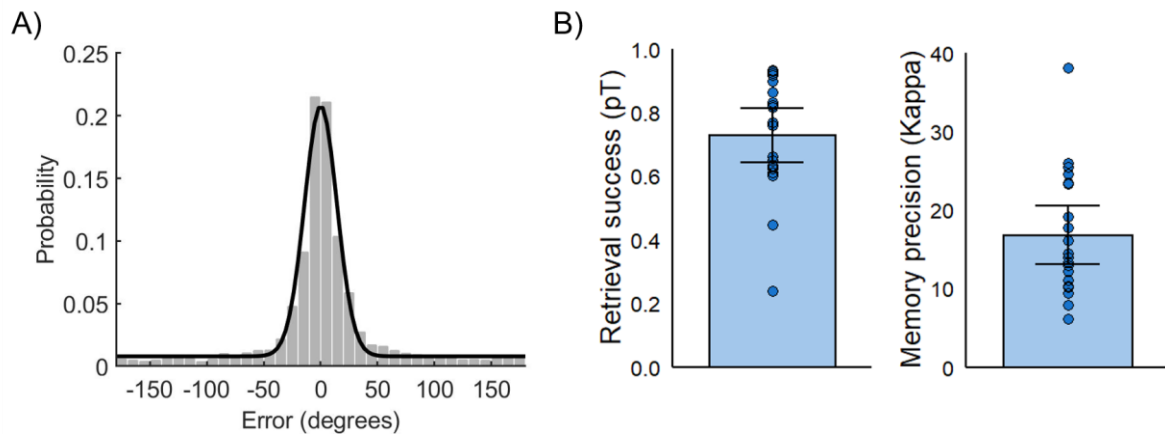 A)
0.25
0.2
0.15
0.1
0.05
0
Probability
-150 -100 -50 0 50 100 150
Error (degrees)
B)
1.0
0.8
0.6
0.4
0.2
0.0
Retrieval success (pT)
40
30
20
10
0
Memory precision (Kappa)